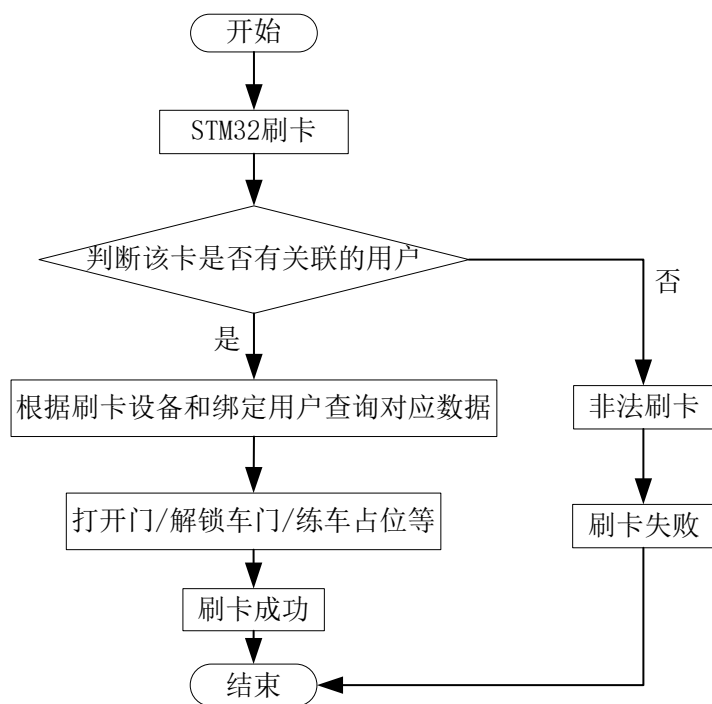 开始
STM32刷卡
判断该卡是否有关联的用户
否
是
根据刷卡设备和绑定用户查询对应数据
非法刷卡
打开门/解锁车门/练车占位等
刷卡失败
刷卡成功
结束